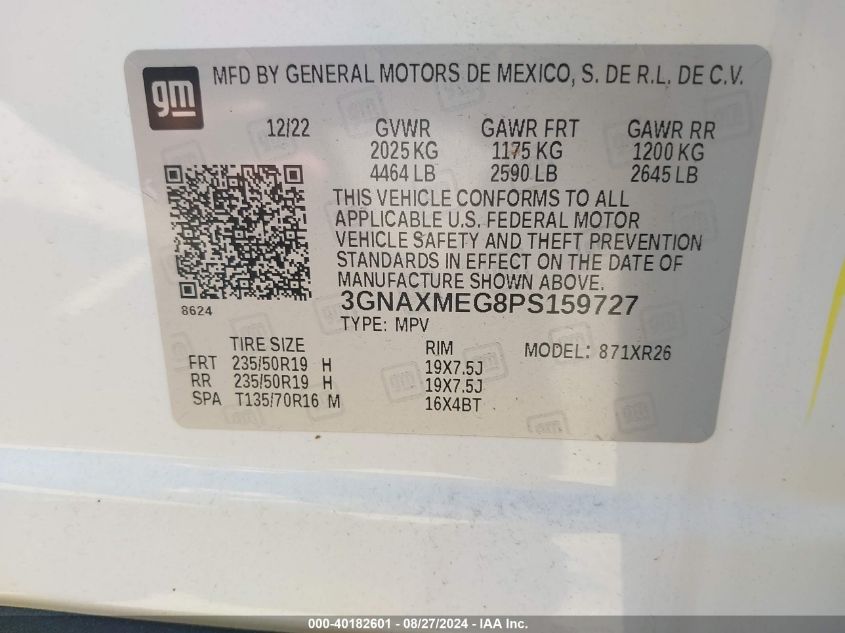 gm
MFD BY GENERAL MOTORS DE MEXICO, S. DE R.L. DE C.V.
12/22 GVWR GAWR FRT GAWR RR
2025 KG 1175 KG 1200 KG
4464 LB 2590 LB 2645 LB
THIS VEHICLE CONFORMS TO ALL
APPLICABLE U.S. FEDERAL MOTOR
VEHICLE SAFETY AND THEFT PREVENTION
STANDARDS IN EFFECT ON THE DATE OF
MANUFACTURE SHOWN ABOVE.
8624
3GNAXMEG8PS159727
TYPE: MPV
TIRE SIZE RIM MODEL: 871XR26
FRT 235/50R19 H 19X7.5J
RR 235/50R19 H 19X7.5J
SPA T135/70R16 M 16X4BT
000-40182601 - 08/27/2024 - IAA Inc.